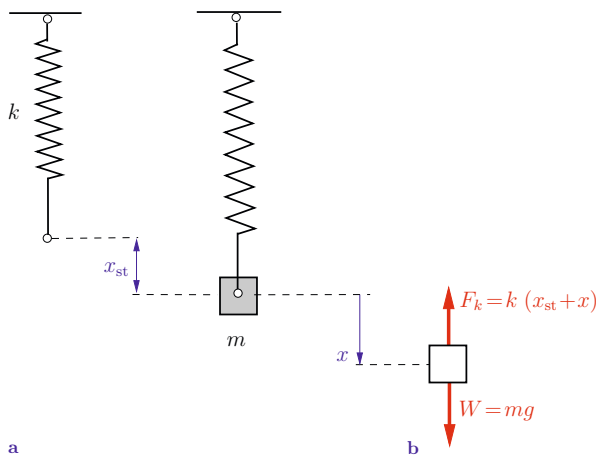 k
x_st
m
x
F_k = k (x_st + x)
W = mg
a
b